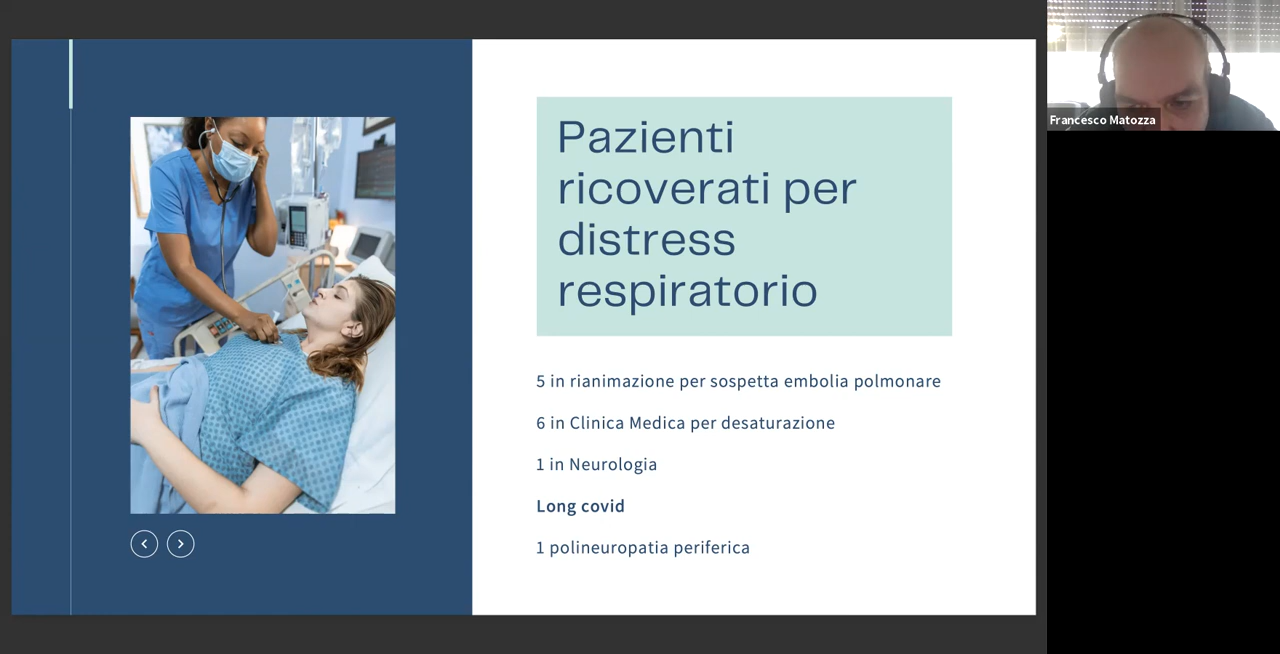 Pazienti
ricoverati per
distress
respiratorio
5 in rianimazione per sospetta embolia polmonare
6 in Clinica Medica per desaturazione
1 in Neurologia
Long covid
1 polineuropatia periferica
Francesco Matozza